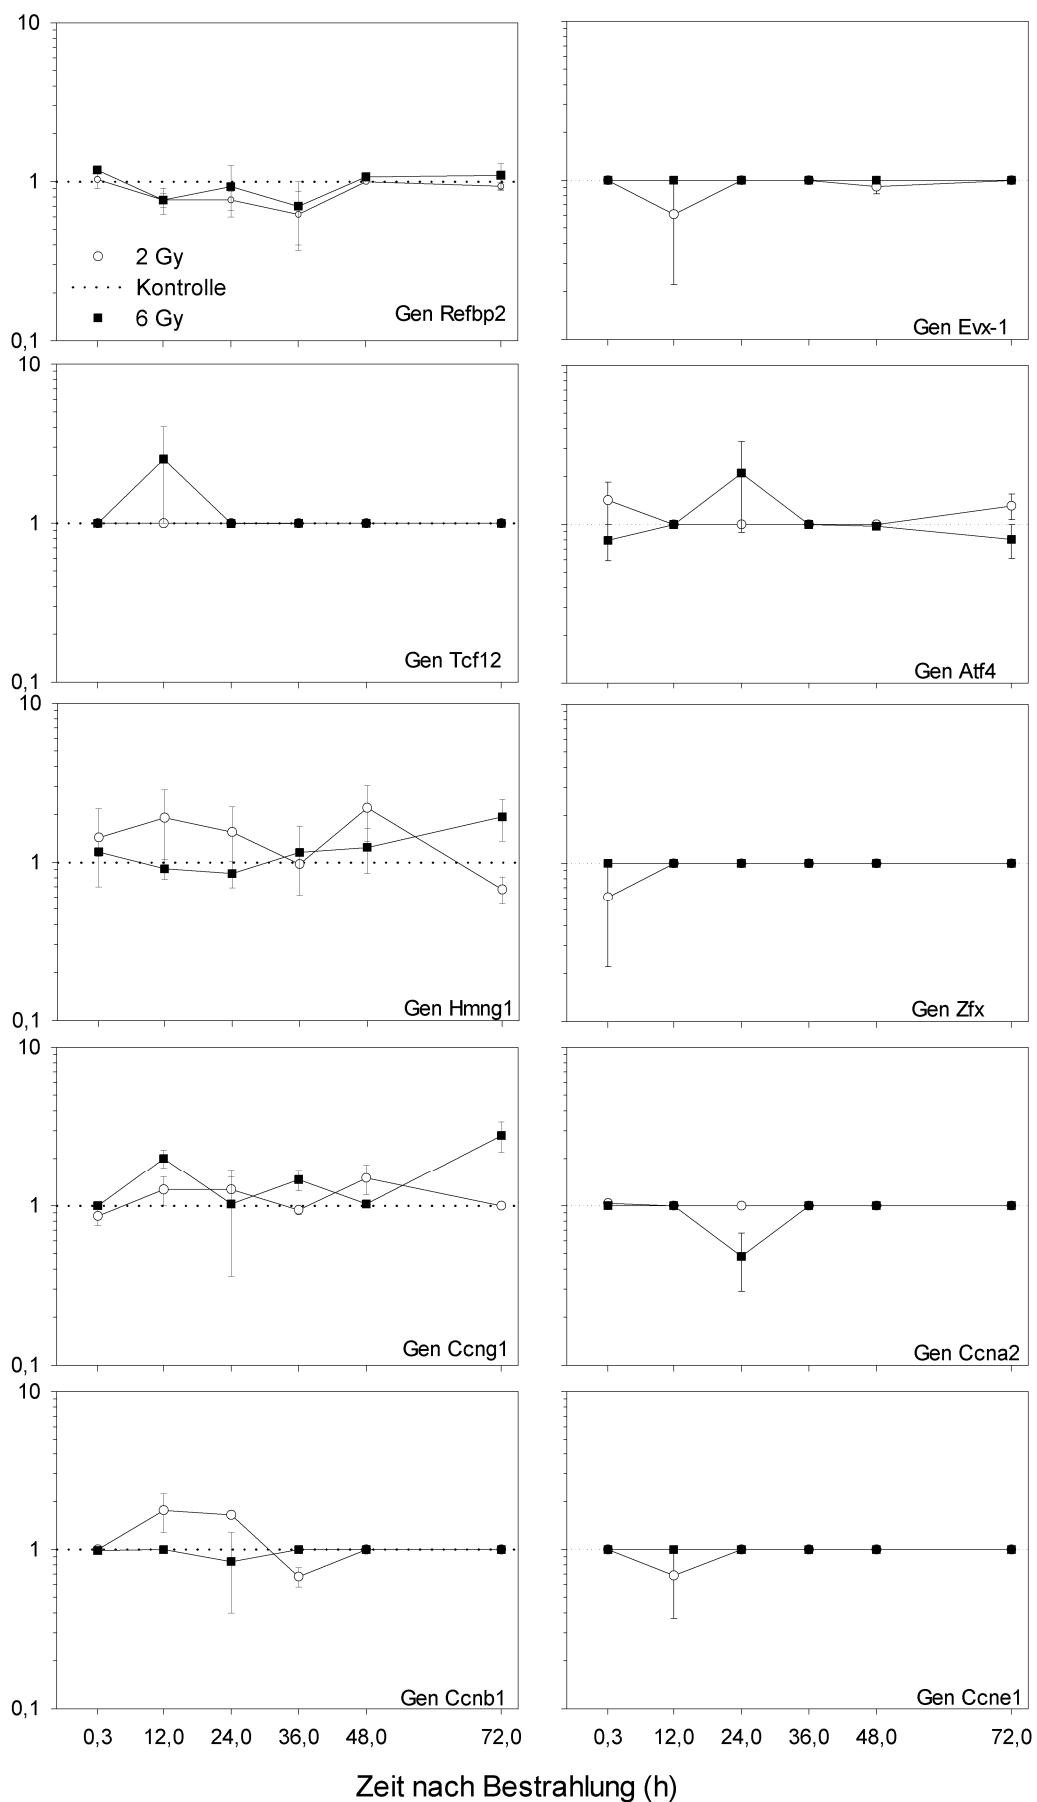 10
1
2 Gy
Kontrolle
6 Gy
Gen Refbp2
Gen Evx-1
0,1
10
1
Gen Tcf12
Gen Atf4
0,1
10
1
Gen Hmng1
Gen Zfx
0,1
10
1
Gen Ccng1
Gen Ccna2
0,1
10
1
Gen Ccnb1
Gen Ccne1
0,1
0,3 12,0 24,0 36,0 48,0 72,0 0,3 12,0 24,0 36,0 48,0 72,0
Zeit nach Bestrahlung (h)